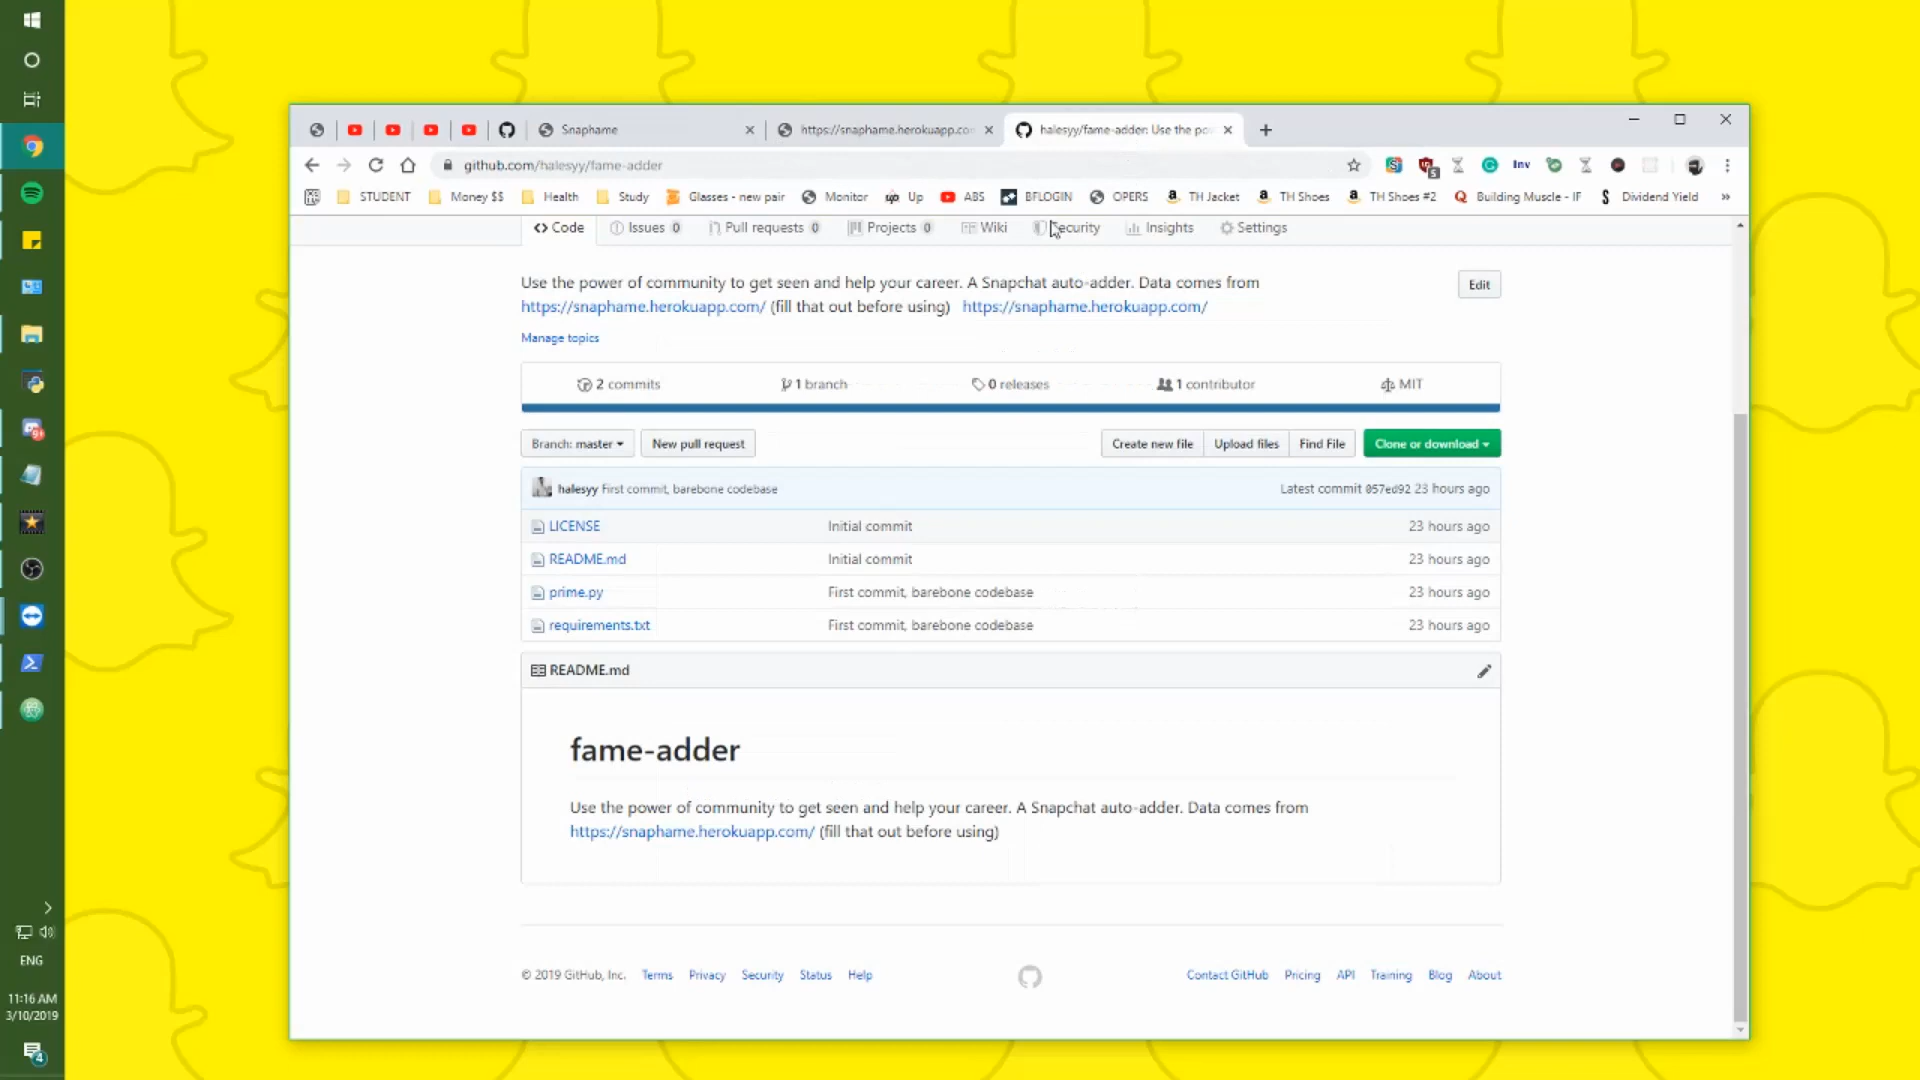 Snaphame
https://snaphame.herokuapp.co
halesyy/fame-adder: Use the po
github.com/halesyy/fame-adder
Inv
STUDENT
Money $$
Health
Study
Glasses - new pair
Monitor
up Up
ABS
BFLOGIN
OPERS
TH Jacket
TH Shoes
TH Shoes #2
Building Muscle - IF
Dividend Yield
Code
Issues 0
Pull requests 0
Projects 0
Wiki
Security
Insights
Settings
Use the power of community to get seen and help your career. A Snapchat auto-adder. Data comes from
https://snaphame.herokuapp.com/ (fill that out before using) https://snaphame.herokuapp.com/
Edit
Manage topics
2 commits
1 branch
0 releases
1 contributor
MIT
Branch: master
New pull request
Create new file
Upload files
Find File
Clone or download
halesyy First commit, barebone codebase
Latest commit 057ed92 23 hours ago
LICENSE
Initial commit
23 hours ago
README.md
Initial commit
23 hours ago
prime.py
First commit, barebone codebase
23 hours ago
requirements.txt
First commit, barebone codebase
23 hours ago
README.md
fame-adder
Use the power of community to get seen and help your career. A Snapchat auto-adder. Data comes from
https://snaphame.herokuapp.com/ (fill that out before using)
© 2019 GitHub, Inc.
Terms
Privacy
Security
Status
Help
Contact GitHub
Pricing
API
Training
Blog
About
ENG
11:16 AM
3/10/2019
4